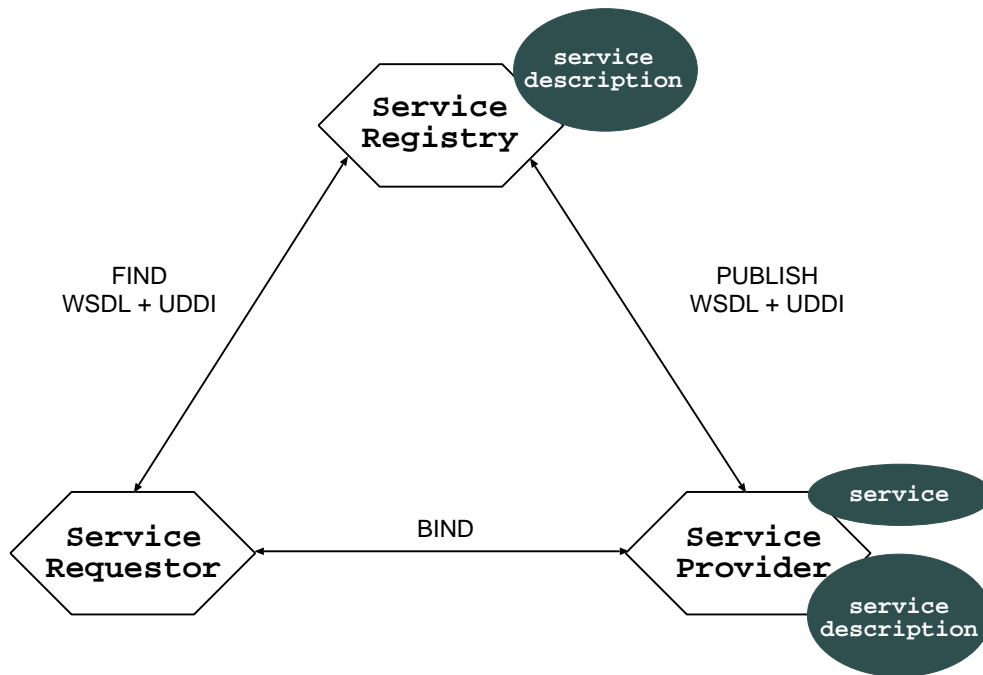 service
description
Service
Registry
FIND
WSDL + UDDI
PUBLISH
WSDL + UDDI
service
Service
Requestor
BIND
Service
Provider
service
description